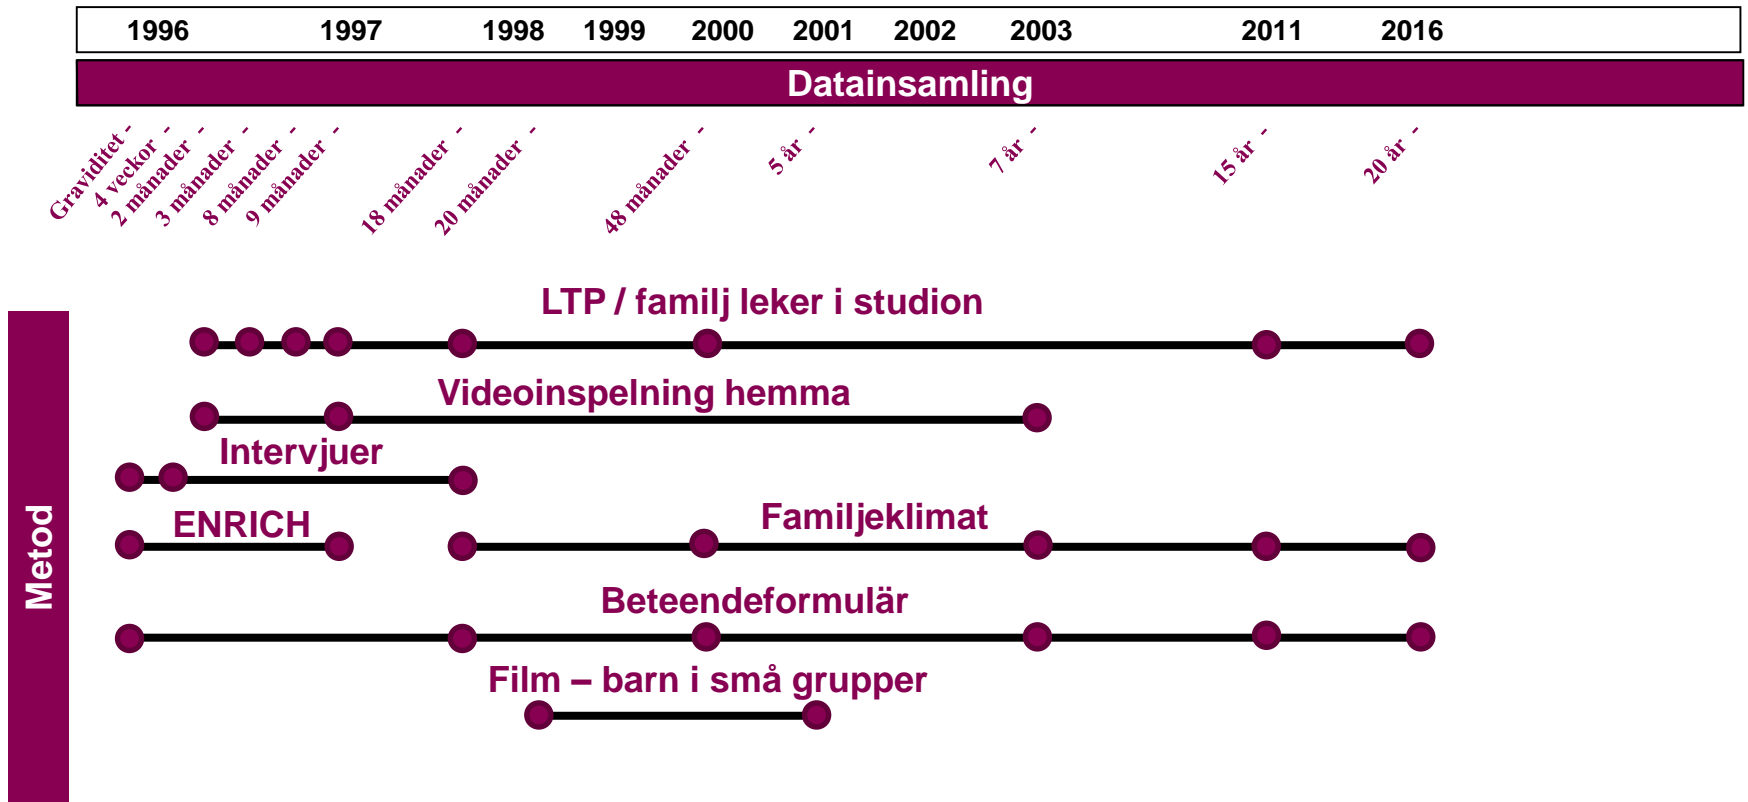 1996 1997 1998 1999 2000 2001 2002 2003 2011 2016
Datainsamling
Graviditet -
4 veckor -
2 månader -
3 månader -
8 månader -
9 månader -
18 månader -
20 månader -
48 månader -
5 år -
7 år -
15 år -
20 år -
Metod
LTP / familj leker i studion
Videoinspelning hemma
Intervjuer
ENRICH
Familjeklimat
Beteendeformulär
Film – barn i små grupper